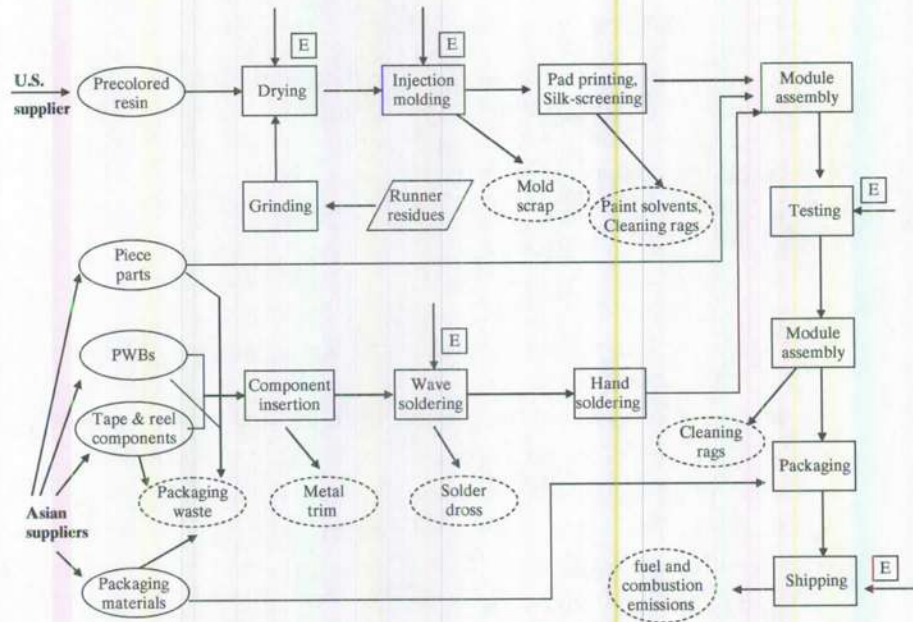 E
E
U.S.
supplier
Precolored
resin
Drying
Injection
molding
Pad printing,
Silk-screening
Module
assembly
Grinding
Runner
residues
Mold
scrap
Paint solvents,
Cleaning rags
E
Testing
Piece
parts
PWBs
E
Module
assembly
Component
insertion
Wave
soldering
Hand
soldering
Tape & reel
components
Cleaning
rags
Packaging
Packaging
waste
Metal
trim
Solder
dross
Asian
suppliers
Packaging
materials
fuel and
combustion
emissions
Shipping
E